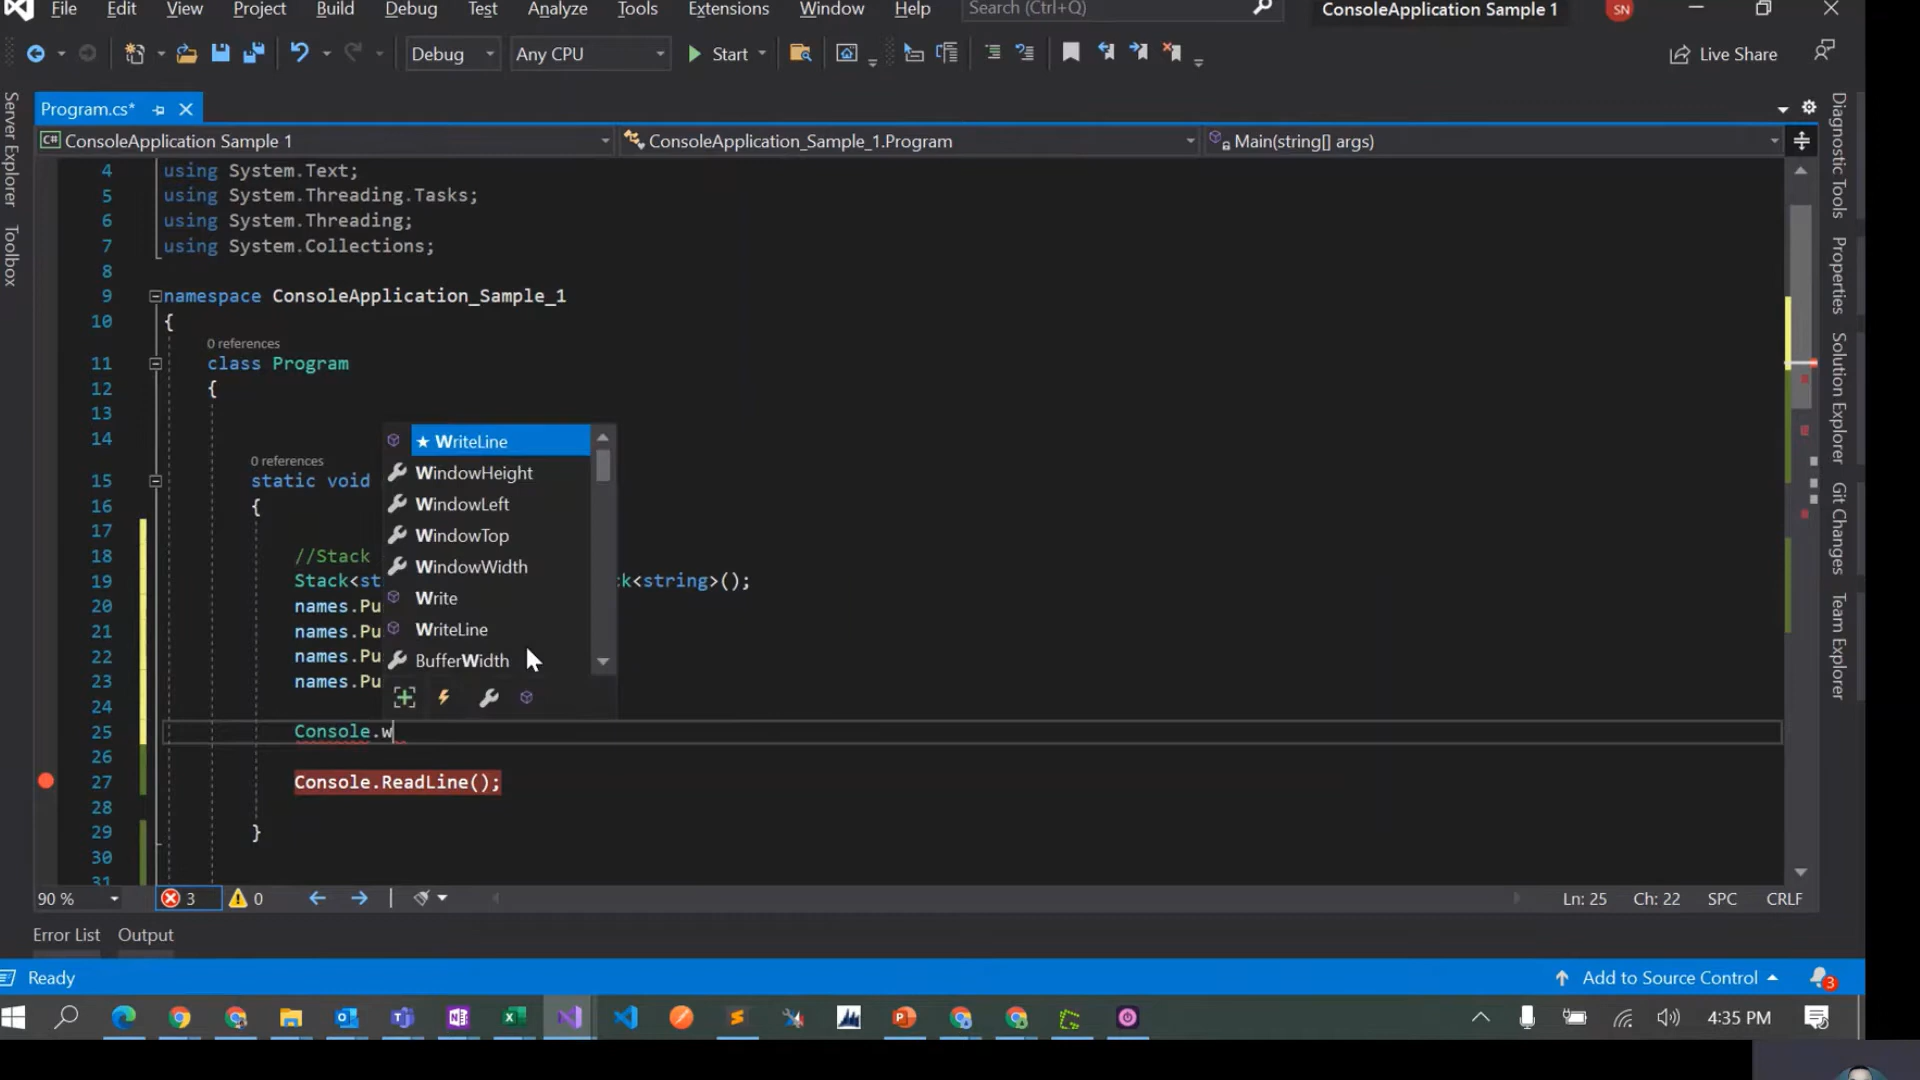 File Edit View Project Build Debug Test Analyze Tools Extensions Window Help Search (Ctrl+Q) ConsoleApplication Sample 1 SN
Debug Any CPU Start Live Share
Program.cs*
C# ConsoleApplication Sample 1 ConsoleApplication_Sample_1.Program Main(string[] args)
Server Explorer
Toolbox
4 using System.Text;
5 using System.Threading.Tasks;
6 using System.Threading;
7 using System.Collections;
8
9 namespace ConsoleApplication_Sample_1
10 {
0 references
11 class Program
12 {
13
14
0 references
15 static void
16 {
17
18 //Stack
19 Stack<st k<string>();
20 names.Pu
21 names.Pu
22 names.Pu
23 names.Pu
24
25 Console.w
26
27 Console.ReadLine();
28
29 }
30
31
★ WriteLine
WindowHeight
WindowLeft
WindowTop
WindowWidth
Write
WriteLine
BufferWidth
Diagnostic Tools
Properties
Solution Explorer
Git Changes
Team Explorer
90 % 3 0 Ln: 25 Ch: 22 SPC CRLF
Error List Output
Ready Add to Source Control 3
4:35 PM